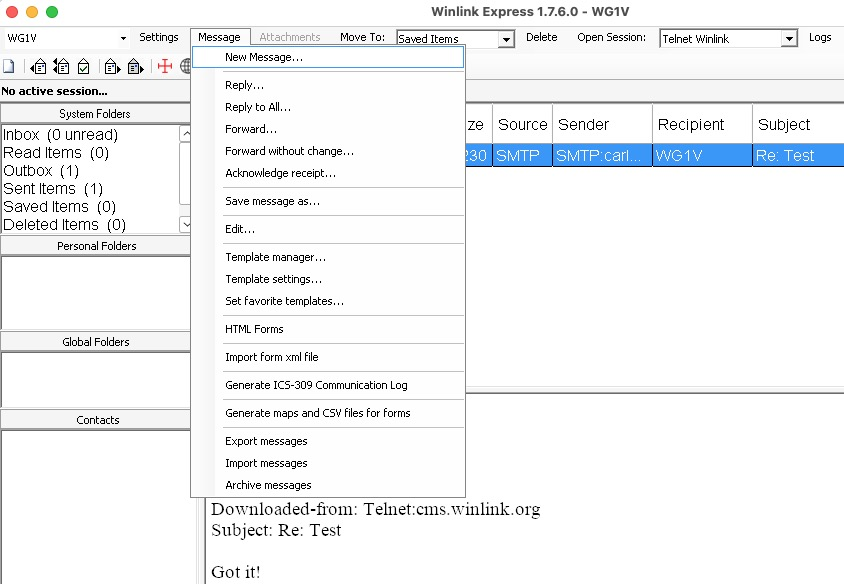 Winlink Express 1.7.6.0 - WG1V
WG1V Settings Message Attachments Move To: Saved Items Delete Open Session: Telnet Winlink Logs
No active session...
System Folders
Inbox (0 unread)
Read Items (0)
Outbox (1)
Sent Items (1)
Saved Items (0)
Deleted Items (0)
Personal Folders
Global Folders
Contacts
New Message...
Reply...
Reply to All...
Forward...
Forward without change...
Acknowledge receipt...
Save message as...
Edit...
Template manager...
Template settings...
Set favorite templates...
HTML Forms
Import form xml file
Generate ICS-309 Communication Log
Generate maps and CSV files for forms
Export messages
Import messages
Archive messages
ze Source Sender Recipient Subject
230 SMTP SMTP:carl... WG1V Re: Test
Downloaded-from: Telnet:cms.winlink.org
Subject: Re: Test
Got it!